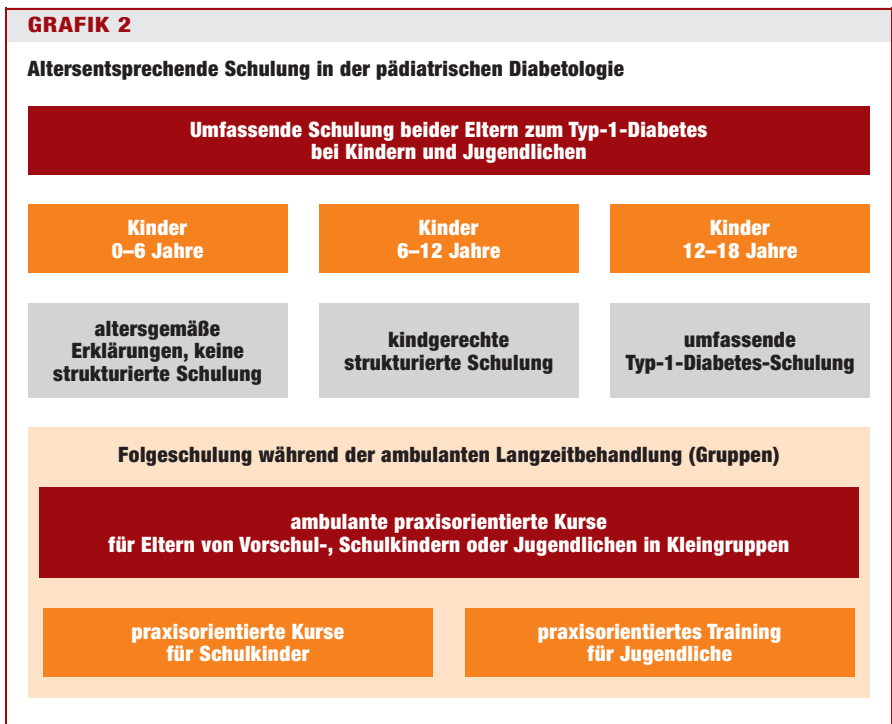 GRAFIK 2
Altersentsprechende Schulung in der pädiatrischen Diabetologie
Umfassende Schulung beider Eltern zum Typ-1-Diabetes
bei Kindern und Jugendlichen
Kinder
0–6 Jahre
Kinder
6–12 Jahre
Kinder
12–18 Jahre
altersgemäße
Erklärungen, keine
strukturierte Schulung
kindgerechte
strukturierte Schulung
umfassende
Typ-1-Diabetes-Schulung
Folgeschulung während der ambulanten Langzeitbehandlung (Gruppen)
ambulante praxisorientierte Kurse
für Eltern von Vorschul-, Schulkindern oder Jugendlichen in Kleingruppen
praxisorientierte Kurse
für Schulkinder
praxisorientiertes Training
für Jugendliche